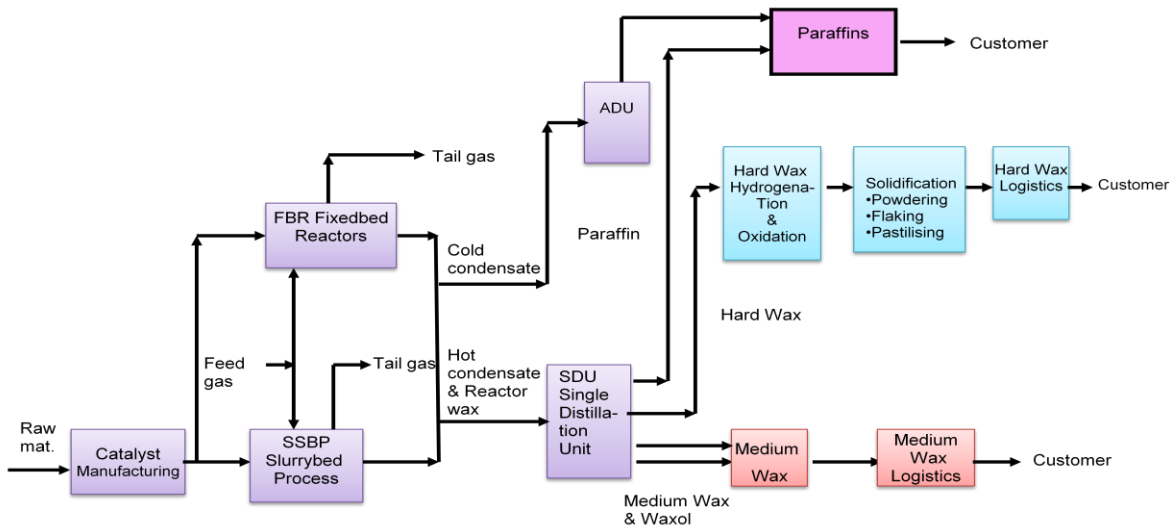 Paraffins
Customer
ADU
Tail gas
FBR Fixedbed
Reactors
Cold
condensate
Paraffin
Hard Wax
Hydrogena-
Tion
&
Oxidation
Solidification
•Powdering
•Flaking
•Pastilising
Hard Wax
Logistics
Customer
Hard Wax
Feed
gas
Tail gas
Hot
condensate
& Reactor
wax
SDU
Single
Distilla-
tion
Unit
Raw
mat.
Catalyst
Manufacturing
SSBP
Slurrybed
Process
Medium
Wax
Medium
Wax
Logistics
Customer
Medium Wax
& Waxol